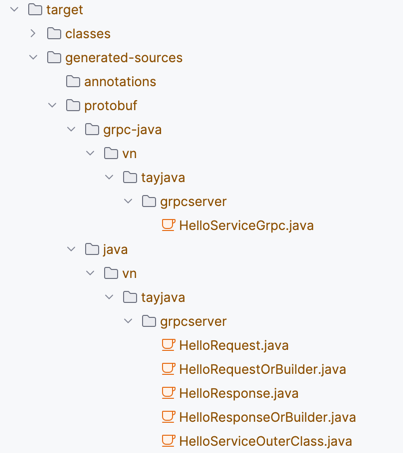 target
classes
generated-sources
annotations
protobuf
grpc-java
vn
tayjava
grpcserver
HelloServiceGrpc.java
java
vn
tayjava
grpcserver
HelloRequest.java
HelloRequestOrBuilder.java
HelloResponse.java
HelloResponseOrBuilder.java
HelloServiceOuterClass.java